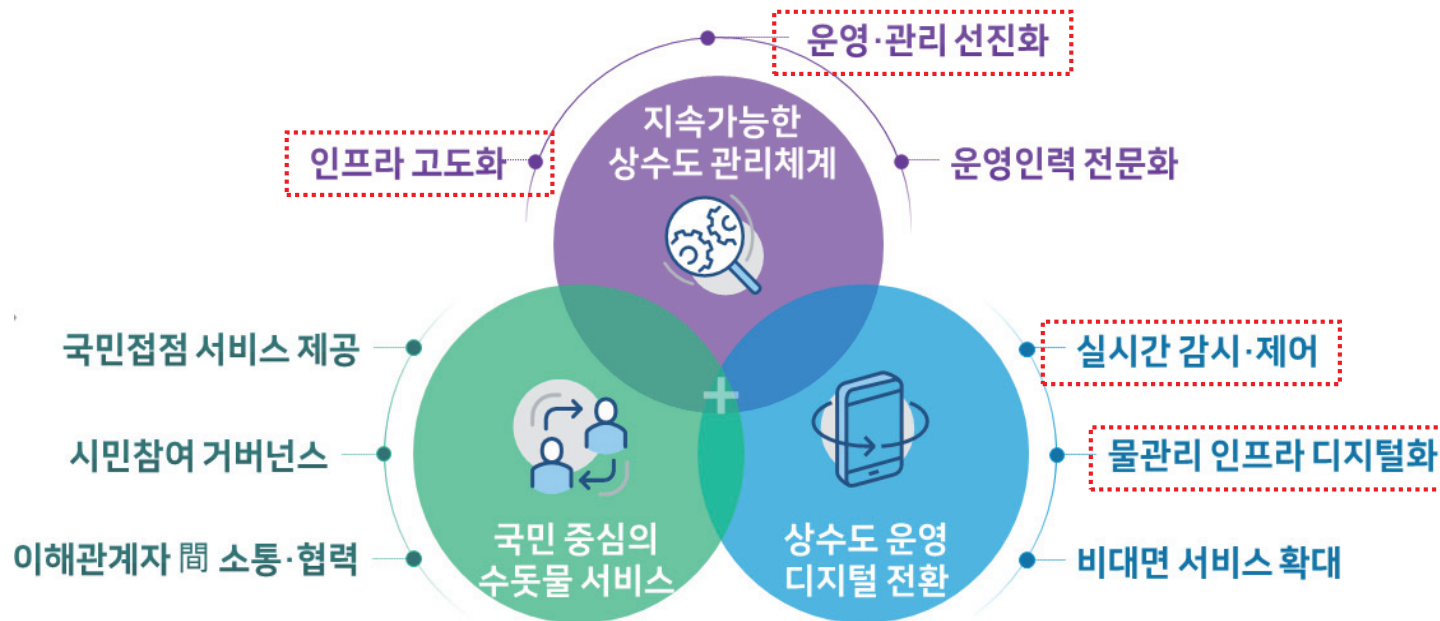 운영·관리 선진화
지속가능한
상수도 관리체계
인프라 고도화
운영인력 전문화
국민접점 서비스 제공
시민참여 거버넌스
이해관계자 間 소통·협력
국민 중심의
수돗물 서비스
+
실시간 감시·제어
물관리 인프라 디지털화
비대면 서비스 확대
상수도 운영
디지털 전환